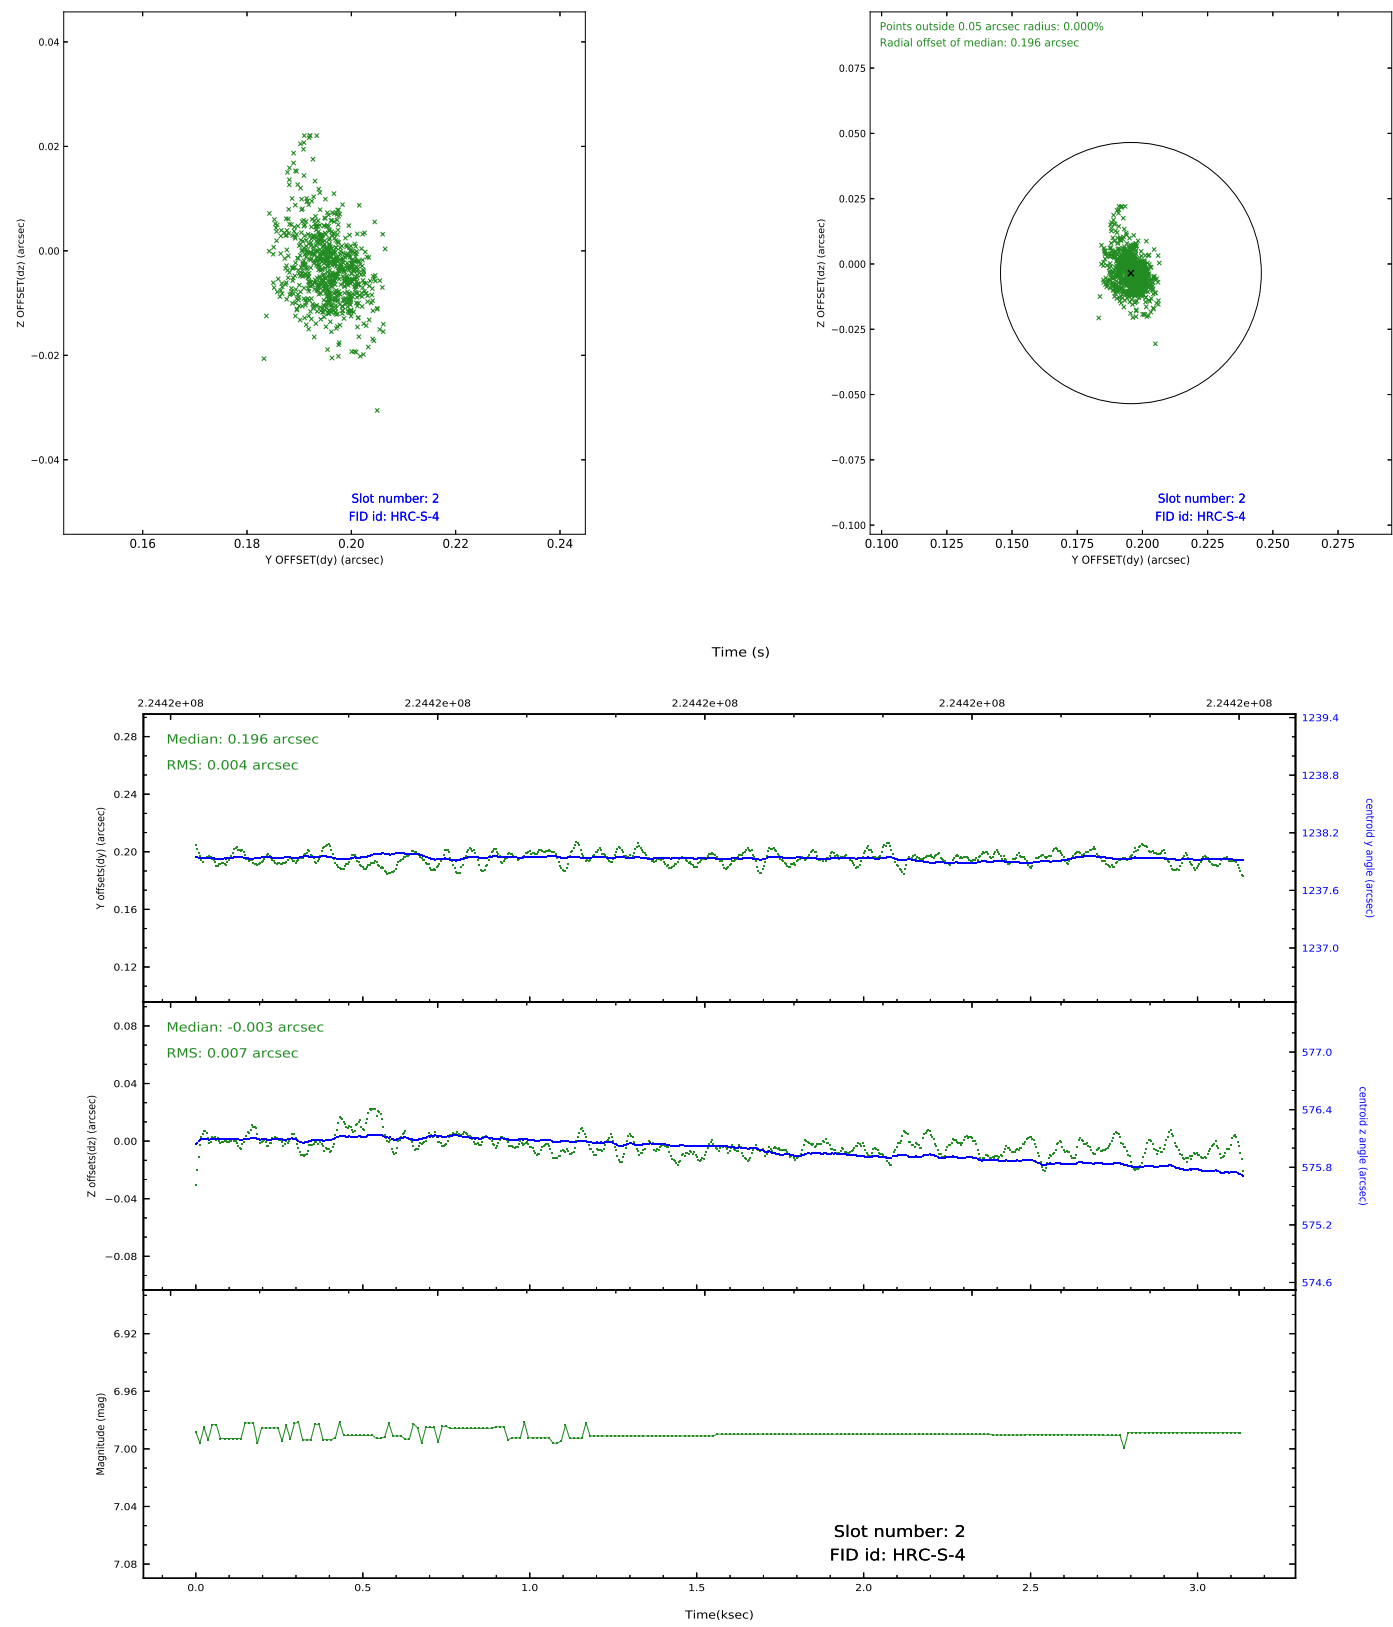 0.04
0.02
0.00
−0.02
−0.04
Z OFFSET(dz) (arcsec)
Slot number: 2
FID id: HRC-S-4
0.16 0.18 0.20 0.22 0.24
Y OFFSET(dy) (arcsec)
Points outside 0.05 arcsec radius: 0.000%
Radial offset of median: 0.196 arcsec
0.075
0.050
0.025
0.000
−0.025
−0.050
−0.075
−0.100
Z OFFSET(dz) (arcsec)
Slot number: 2
FID id: HRC-S-4
0.100 0.125 0.150 0.175 0.200 0.225 0.250 0.275
Y OFFSET(dy) (arcsec)
Time (s)
2.2442e+08 2.2442e+08 2.2442e+08 2.2442e+08 2.2442e+08
Median: 0.196 arcsec
RMS: 0.004 arcsec
0.28
0.24
0.20
0.16
0.12
Y offsets(dy) (arcsec)
1239.4
1238.8
1238.2
1237.6
1237.0
centroid y angle (arcsec)
Median: -0.003 arcsec
RMS: 0.007 arcsec
0.08
0.04
0.00
−0.04
−0.08
Z offsets(dz) (arcsec)
577.0
576.4
575.8
575.2
574.6
centroid z angle (arcsec)
6.92
6.96
7.00
7.04
7.08
Magnitude (mag)
Slot number: 2
FID id: HRC-S-4
0.0 0.5 1.0 1.5 2.0 2.5 3.0
Time(ksec)